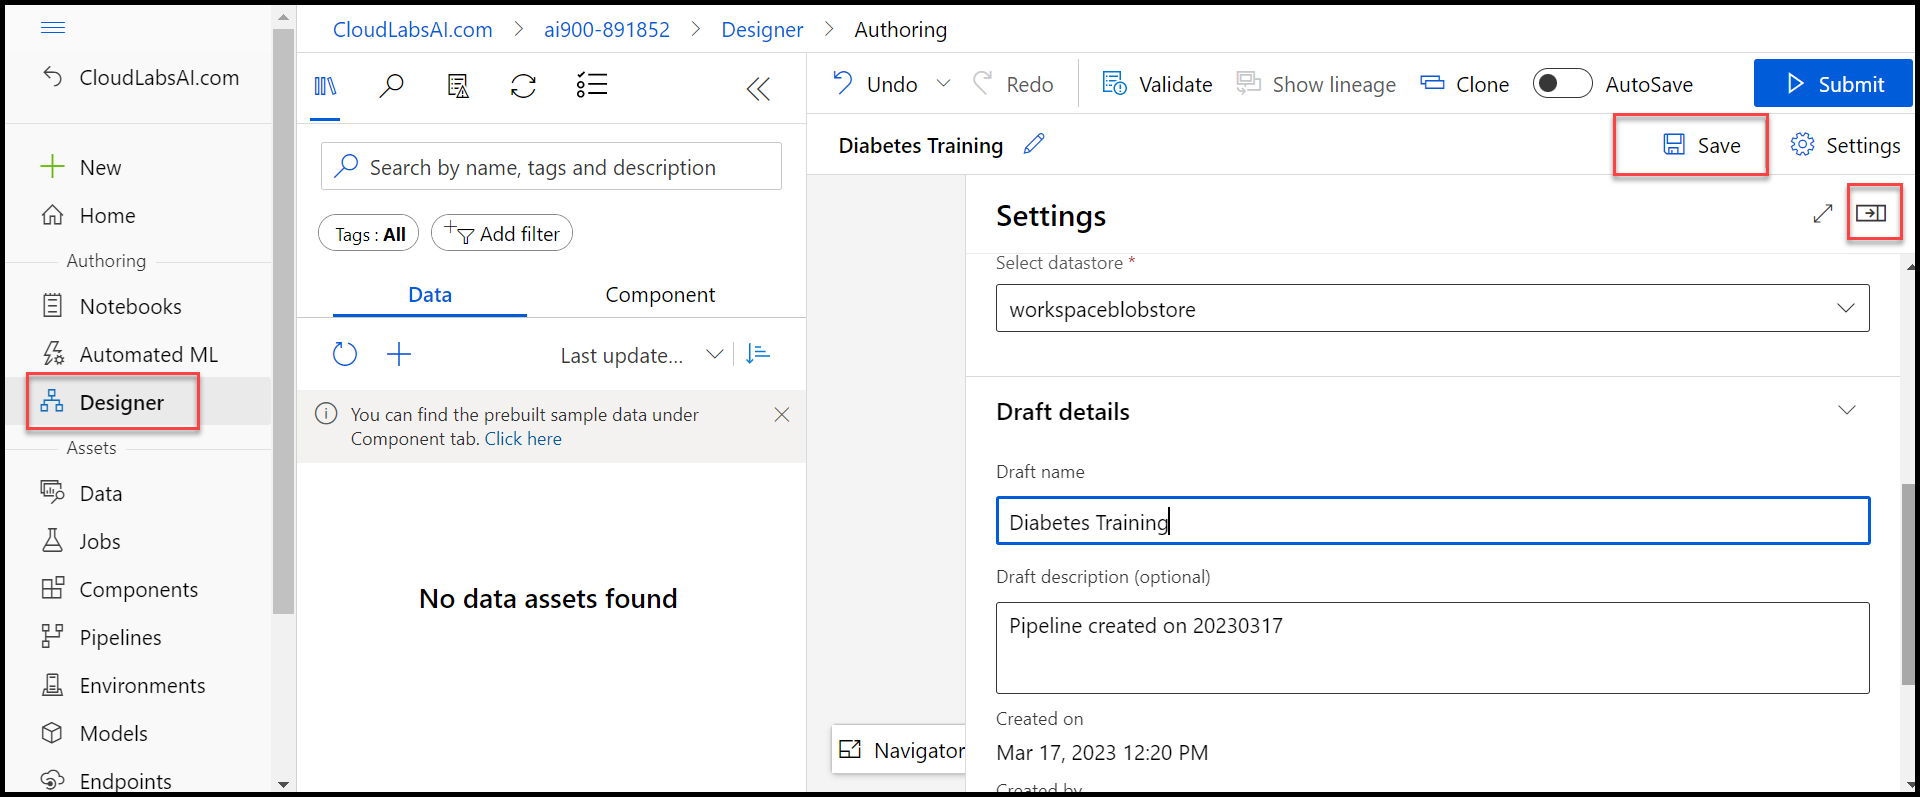 CloudLabsAI.com
New
Home
Authoring
Notebooks
Automated ML
Designer
Assets
Data
Jobs
Components
Pipelines
Environments
Models
Endpoints
CloudLabsAI.com > ai900-891852 > Designer > Authoring
Search by name, tags and description
Tags : All
Add filter
Data Component
Last update...
You can find the prebuilt sample data under
Component tab. Click here
No data assets found
Undo Redo Validate Show lineage Clone AutoSave Submit
Diabetes Training Save Settings
Settings
Select datastore *
workspaceblobstore
Draft details
Draft name
Diabetes Training
Draft description (optional)
Pipeline created on 20230317
Created on
Mar 17, 2023 12:20 PM
Created by
Navigator